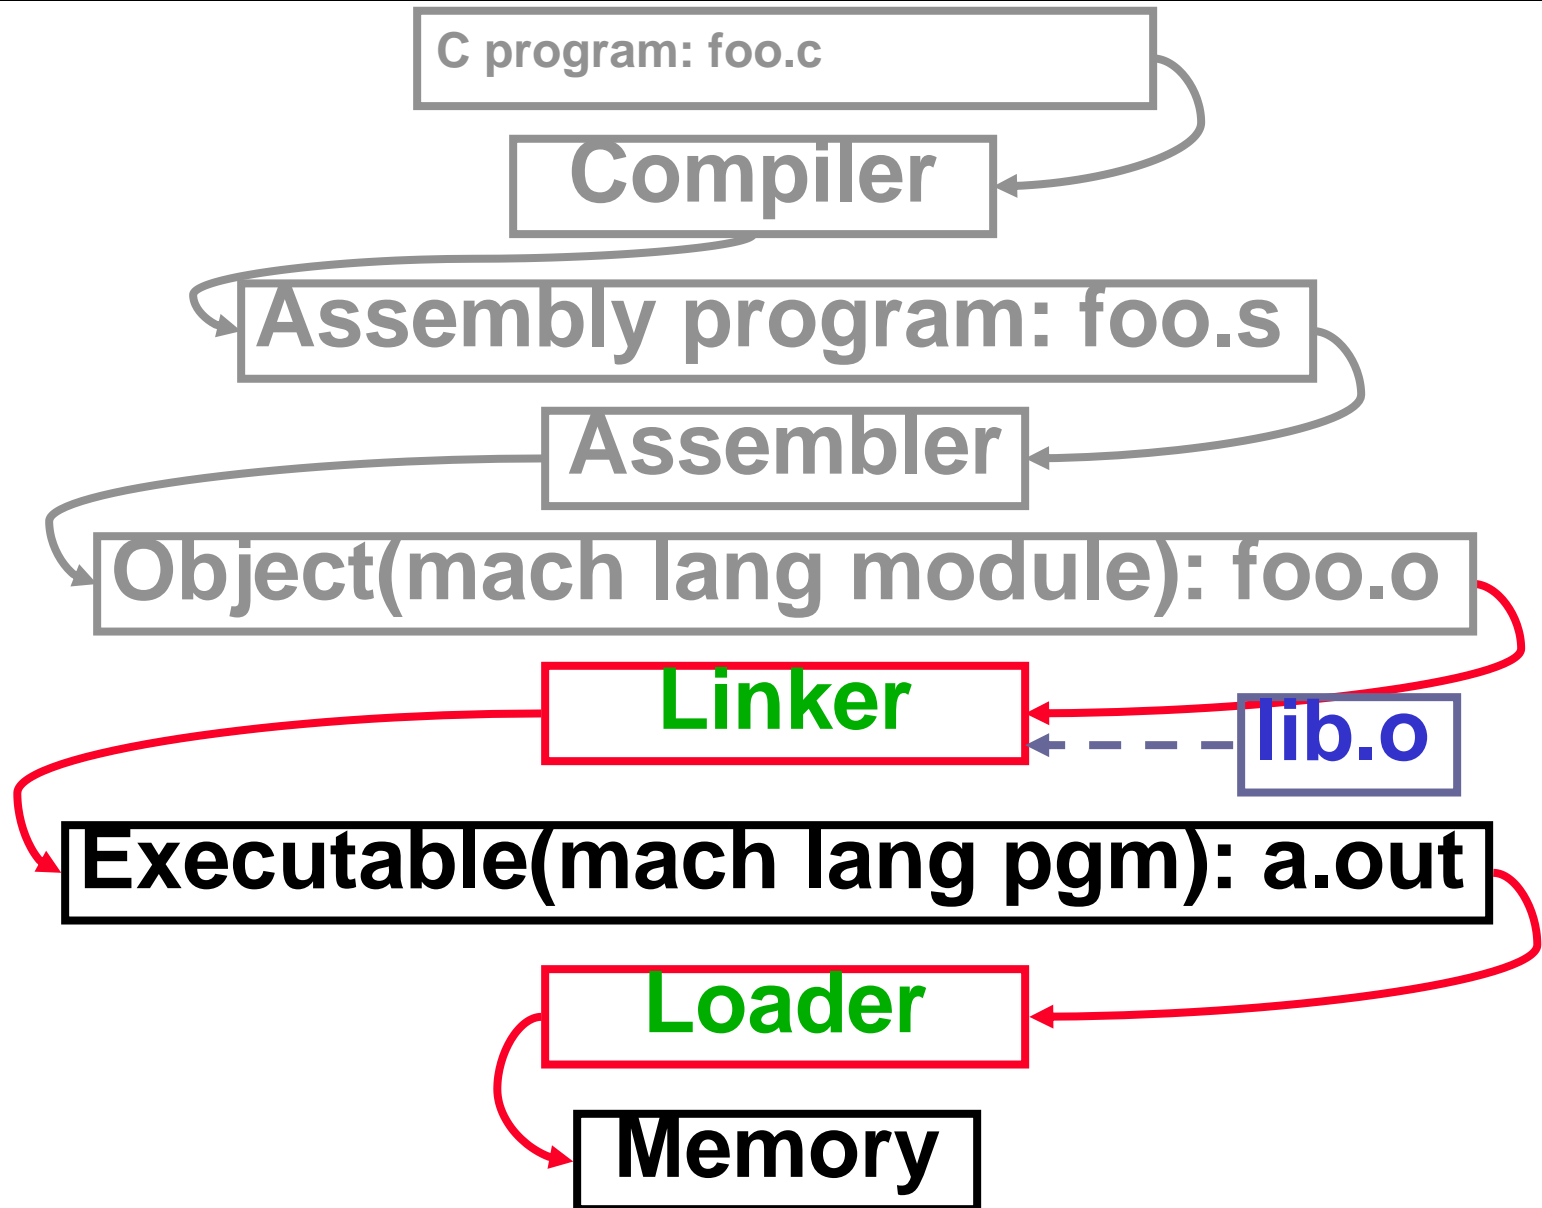 C program: foo.c
Compiler
Assembly program: foo.s
Assembler
Object(mach lang module): foo.o
Linker
lib.o
Executable(mach lang pgm): a.out
Loader
Memory